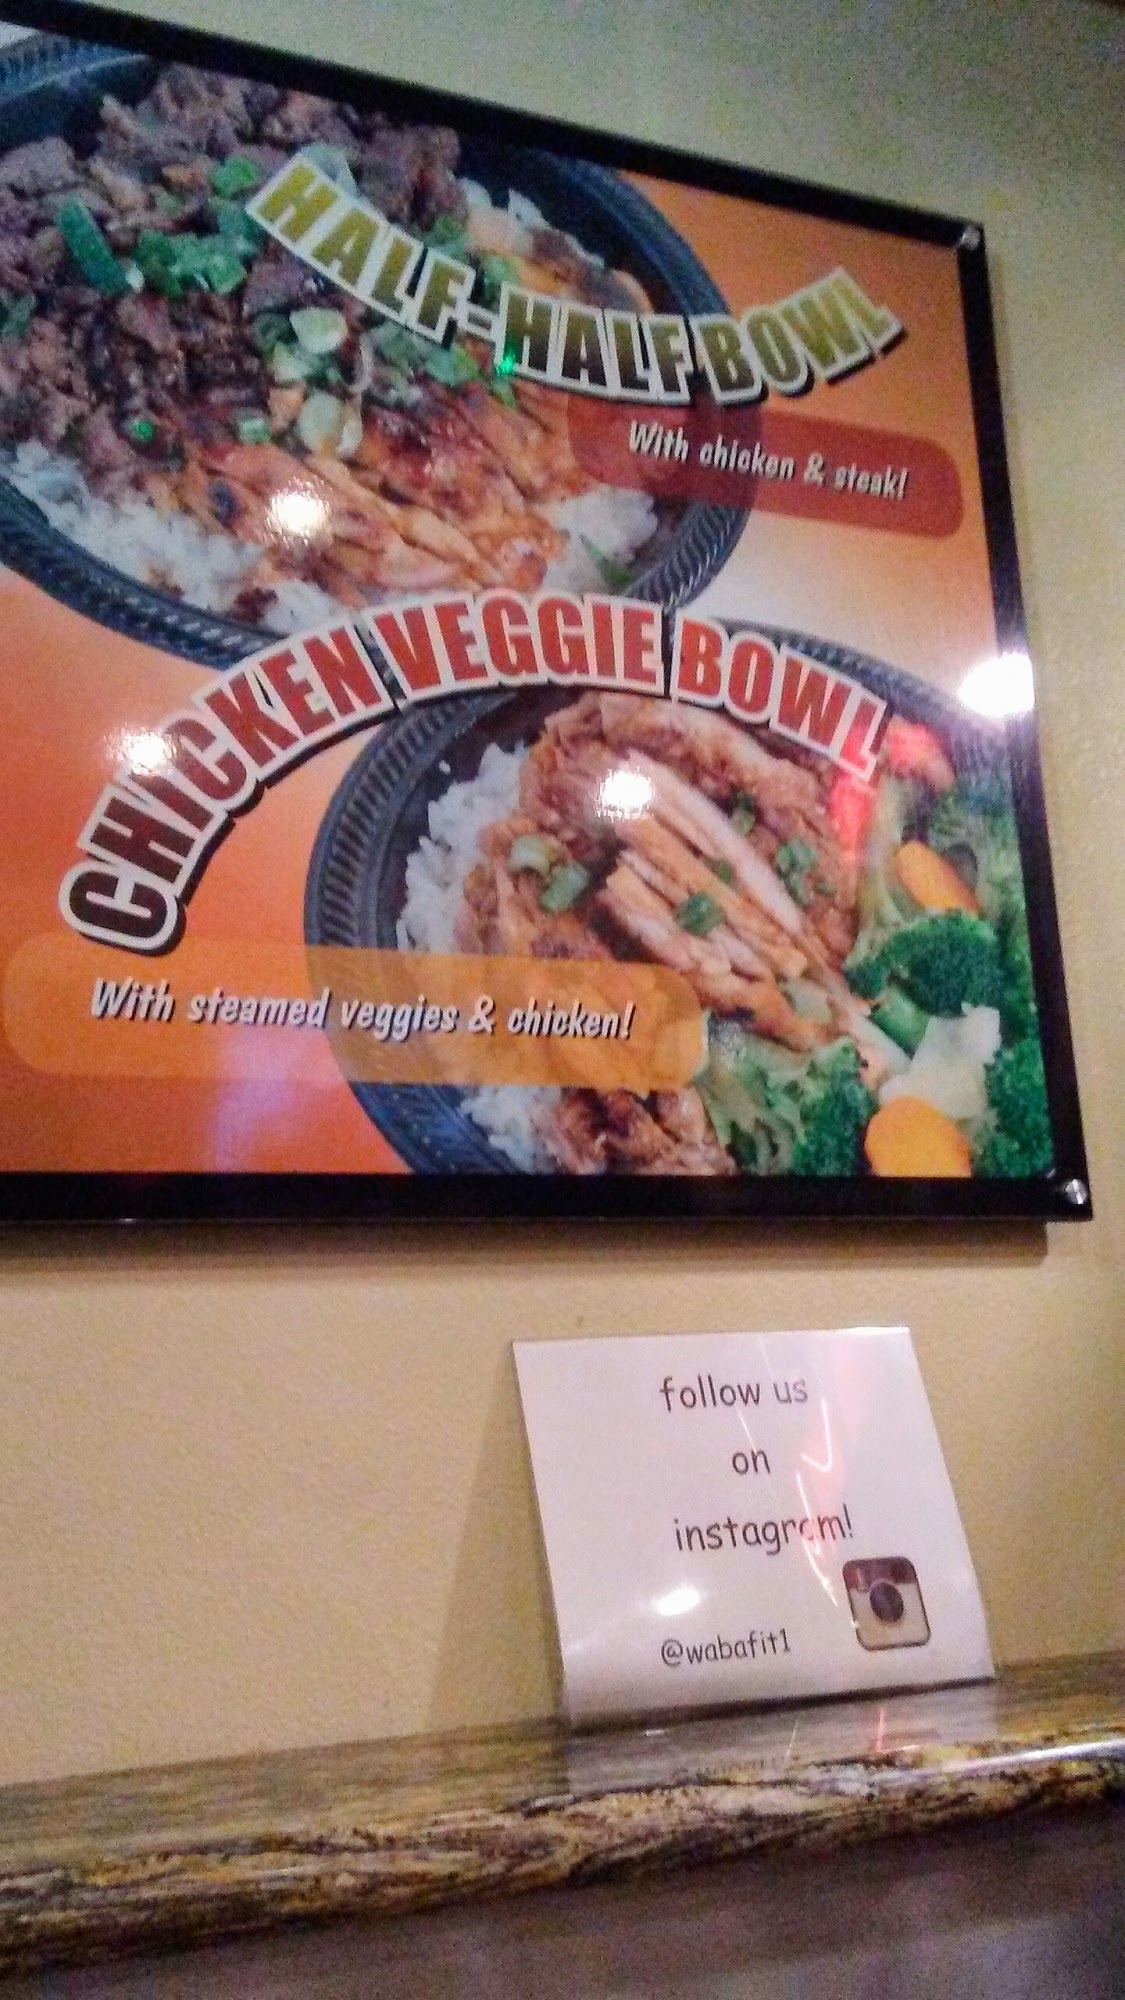 HALF-HALF BOWL
With chicken & steak!
CHICKEN VEGGIE BOWL
With steamed veggies & chicken!
follow us
on
instagram!
@wabafit1